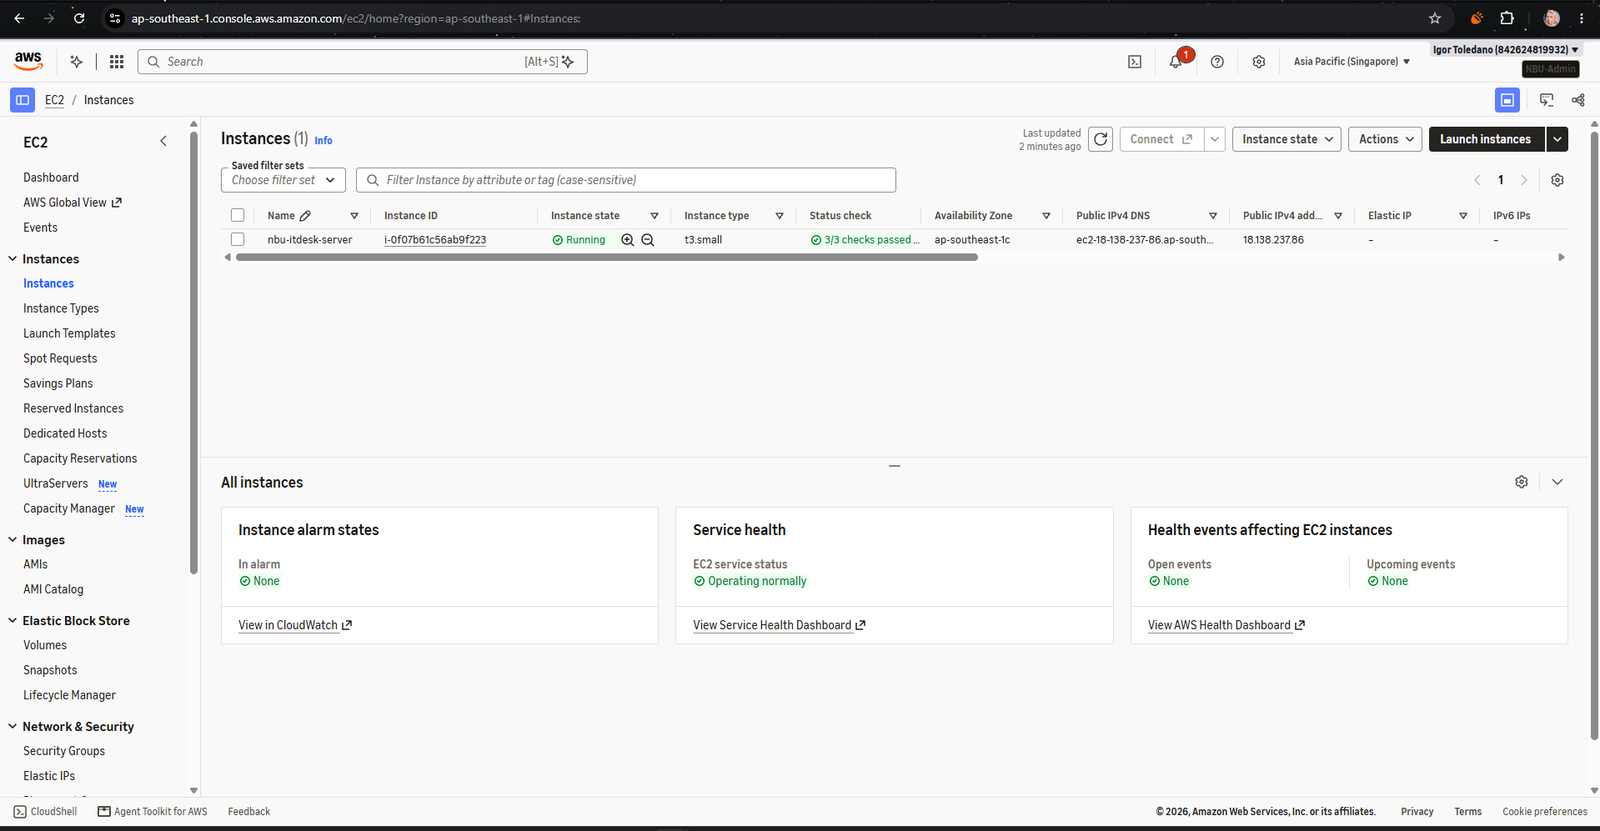 ap-southeast-1.console.aws.amazon.com/ec2/home?region=ap-southeast-1#Instances:
aws
Search
[Alt+S]
1
Asia Pacific (Singapore)
Igor Toledano (842624819932)
NBU-Admin
EC2 / Instances
EC2
Dashboard
AWS Global View
Events
Instances
Instances
Instance Types
Launch Templates
Spot Requests
Savings Plans
Reserved Instances
Dedicated Hosts
Capacity Reservations
UltraServers New
Capacity Manager New
Images
AMIs
AMI Catalog
Elastic Block Store
Volumes
Snapshots
Lifecycle Manager
Network & Security
Security Groups
Elastic IPs
Instances (1) Info
Last updated
2 minutes ago
Connect
Instance state
Actions
Launch instances
Saved filter sets
Choose filter set
Filter Instance by attribute or tag (case-sensitive)
1
Name Instance ID Instance state Instance type Status check Availability Zone Public IPv4 DNS Public IPv4 add... Elastic IP IPv6 IPs
nbu-itdesk-server i-0f07b61c56ab9f223 Running t3.small 3/3 checks passed ... ap-southeast-1c ec2-18-138-237-86.ap-south... 18.138.237.86 – –
All instances
Instance alarm states
In alarm
None
View in CloudWatch
Service health
EC2 service status
Operating normally
View Service Health Dashboard
Health events affecting EC2 instances
Open events
None
Upcoming events
None
View AWS Health Dashboard
CloudShell
Agent Toolkit for AWS
Feedback
© 2026, Amazon Web Services, Inc. or its affiliates.
Privacy
Terms
Cookie preferences